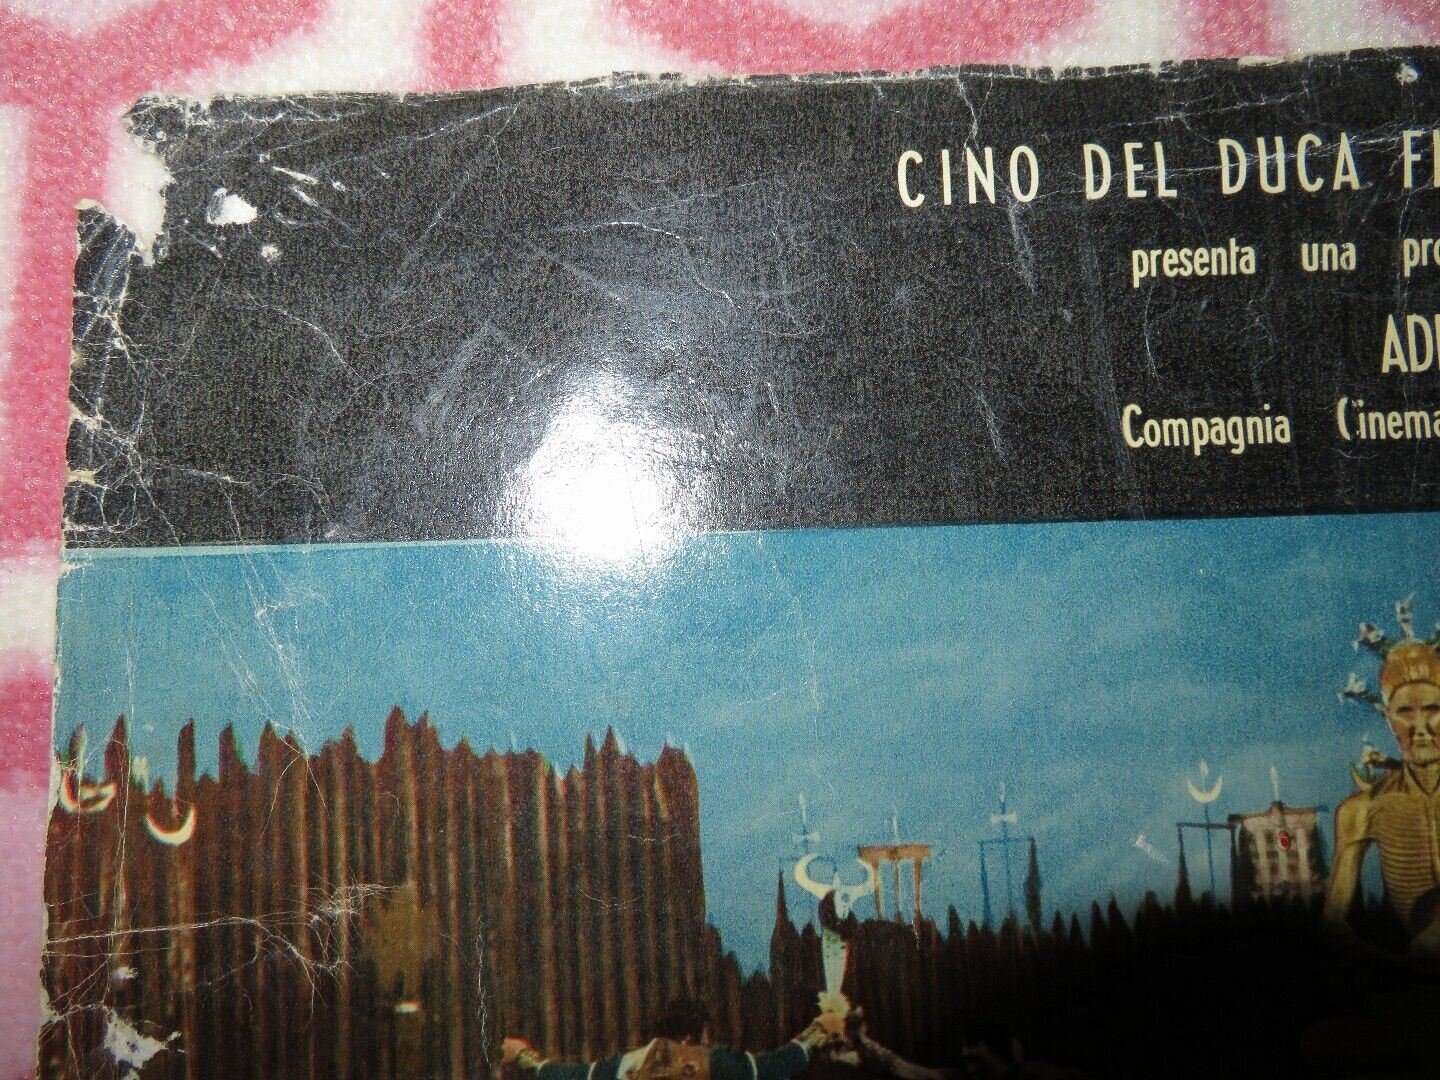 CINO DEL DUCA
presenta una
Compagnia